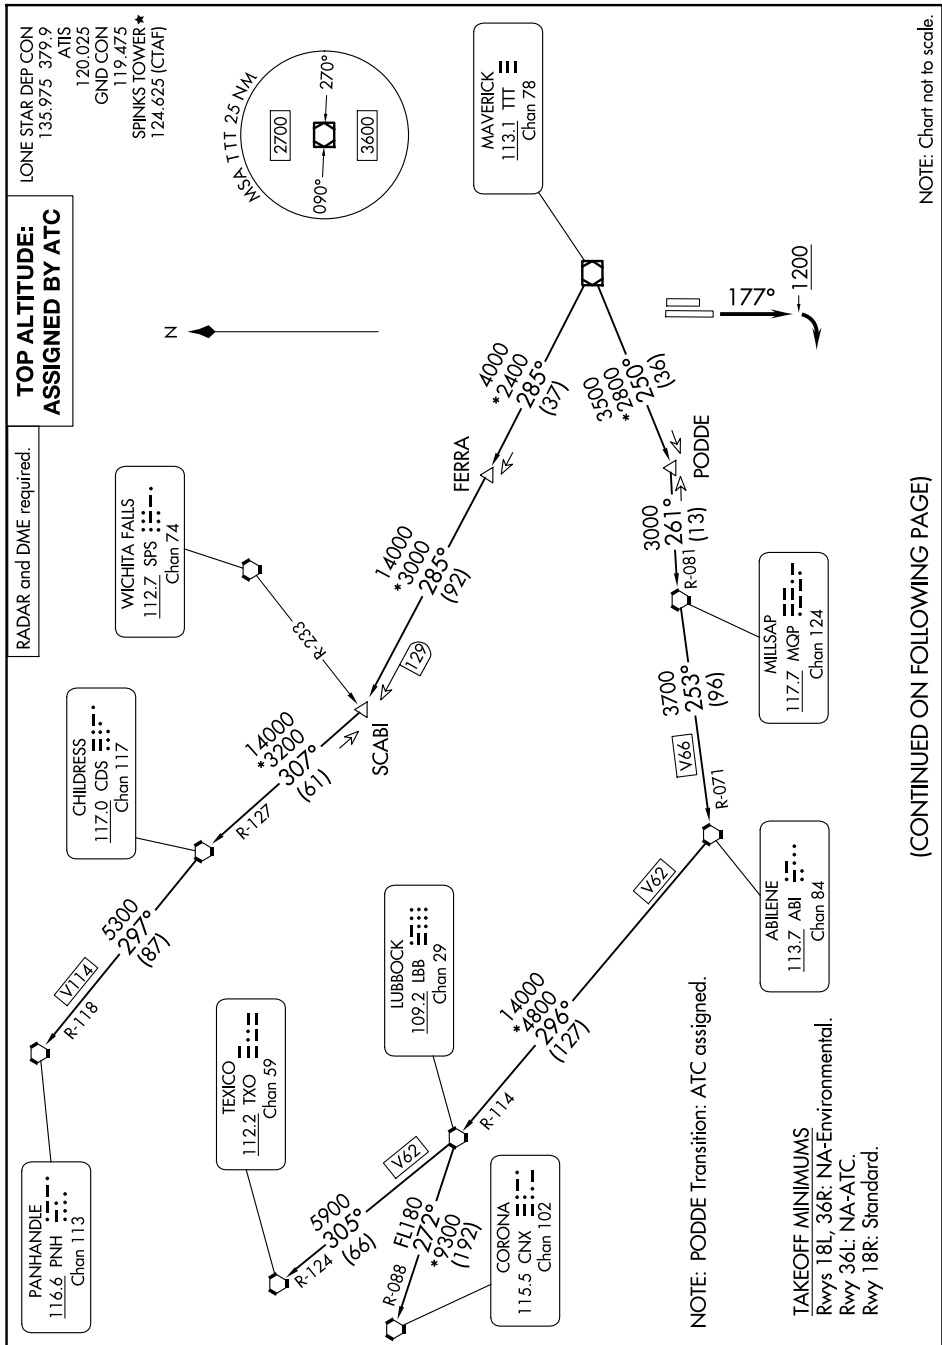 RADAR and DME required.
TOP ALTITUDE:
ASSIGNED BY ATC
LONE STAR DEP CON
135.975 379.9
ATIS
120.025
GND CON
119.475
SPINKS TOWER★
124.625 (CTAF)
PANHANDLE
116.6 PNH
Chan 113
R-118
V114
5300
297°
(87)
CHILDRESS
117.0 CDS
Chan 117
R-127
14000
*3200
307°
(61)
WICHITA FALLS
112.7 SPS
Chan 74
R-233
SCABI
129
14000
*3000
285°
(92)
FERRA
4000
*2400
285°
(37)
N
MSA TTT 25 NM
2700
090°
270°
3600
MAVERICK
113.1 TTT
Chan 78
TEXICO
112.2 TXO
Chan 59
R-124
5900
305°
(66)
V62
LUBBOCK
109.2 LBB
Chan 29
CORONA
115.5 CNX
Chan 102
R-088
FL180
272°
*9300
(192)
R-114
14000
*4800
296°
(127)
V62
ABILENE
113.7 ABI
Chan 84
R-071
V66
3700
253°
(96)
MILLSAP
117.7 MQP
Chan 124
R-081
3000
261°
(13)
PODDE
3500
*2800
250°
(36)
177°
1200
NOTE: PODDE Transition: ATC assigned.
TAKEOFF MINIMUMS
Rwys 18L, 36R: NA-Environmental.
Rwy 36L: NA-ATC.
Rwy 18R: Standard.
(CONTINUED ON FOLLOWING PAGE)
NOTE: Chart not to scale.